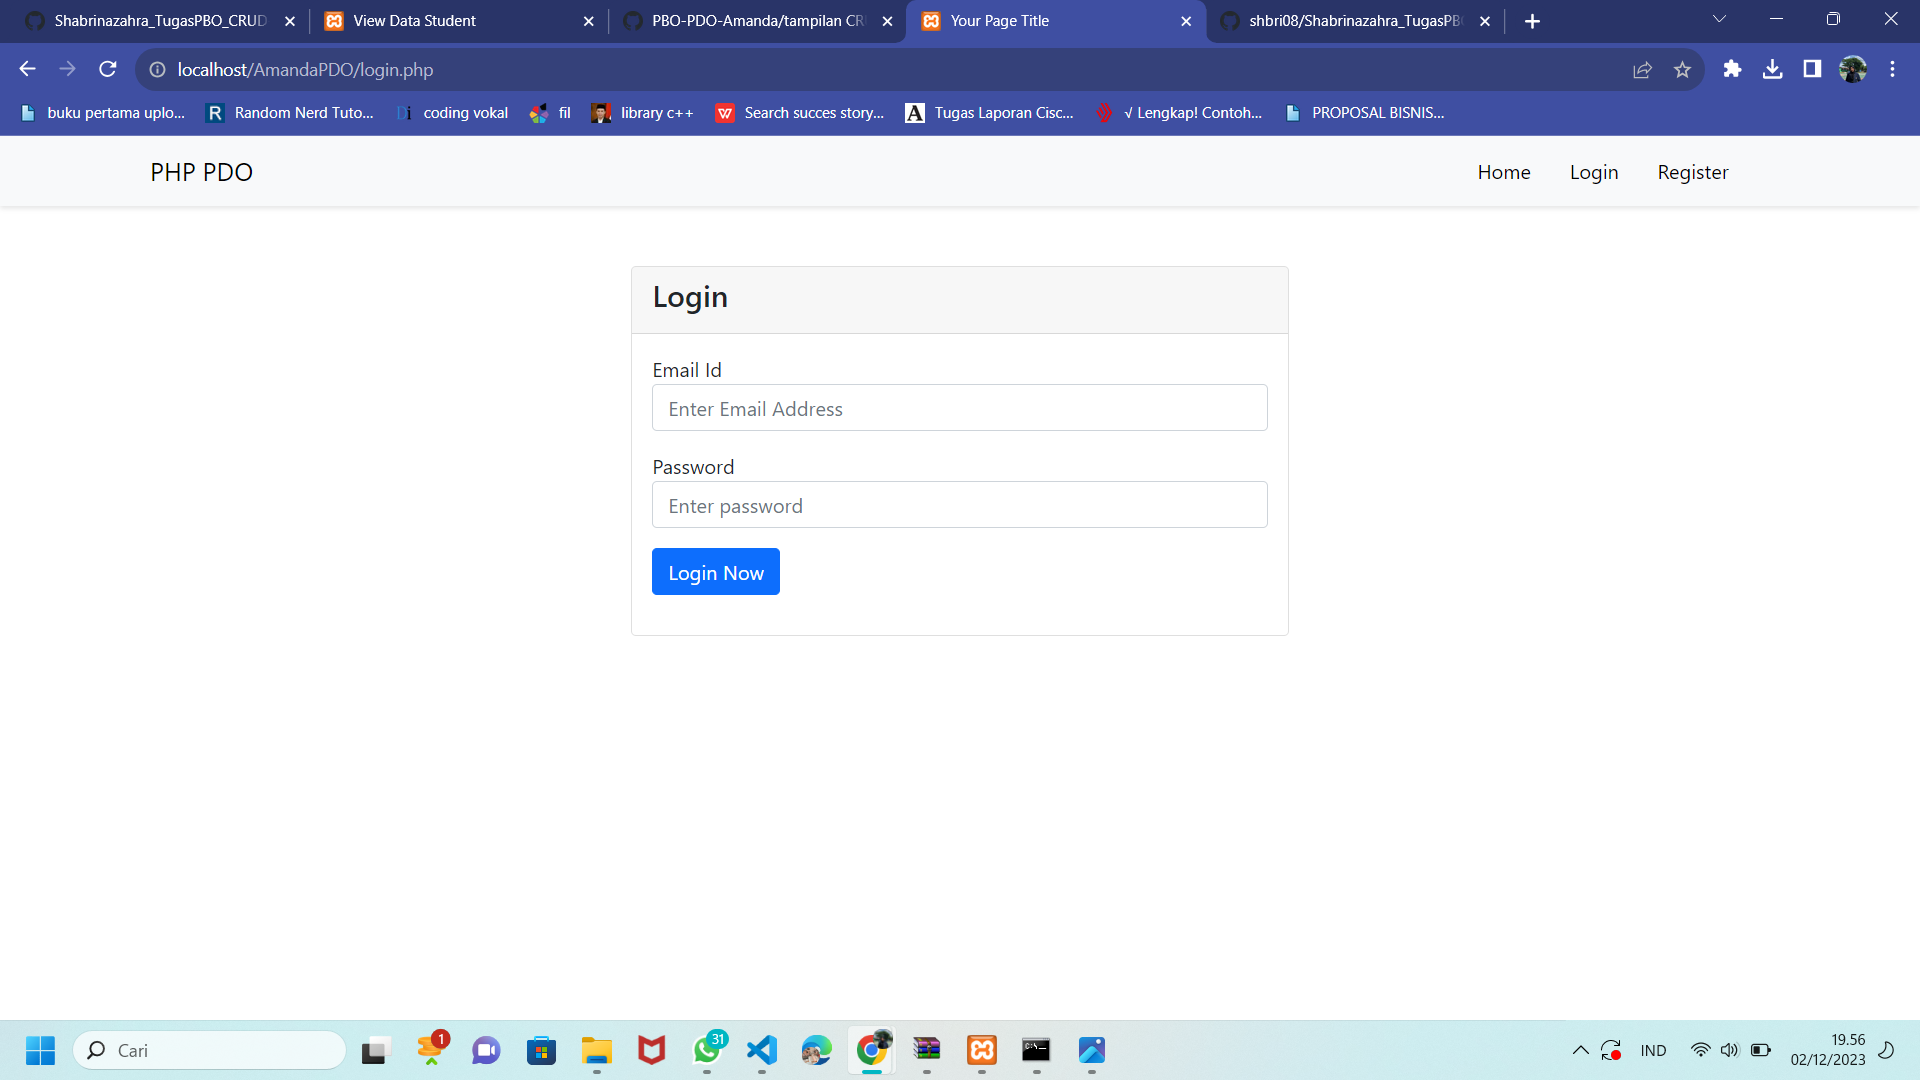 Shabrinazahra_TugasPBO_CRUD
View Data Student
PBO-PDO-Amanda/tampilan CR
Your Page Title
shbri08/Shabrinazahra_TugasPB
localhost/AmandaPDO/login.php
buku pertama uplo...
R
Random Nerd Tuto...
Di
coding vokal
fil
library c++
W
Search succes story...
A
Tugas Laporan Cisc...
√ Lengkap! Contoh...
PROPOSAL BISNIS...
PHP PDO
Home
Login
Register
Login
Email Id
Enter Email Address
Password
Enter password
Login Now
Cari
1
31
IND
19.56
02/12/2023